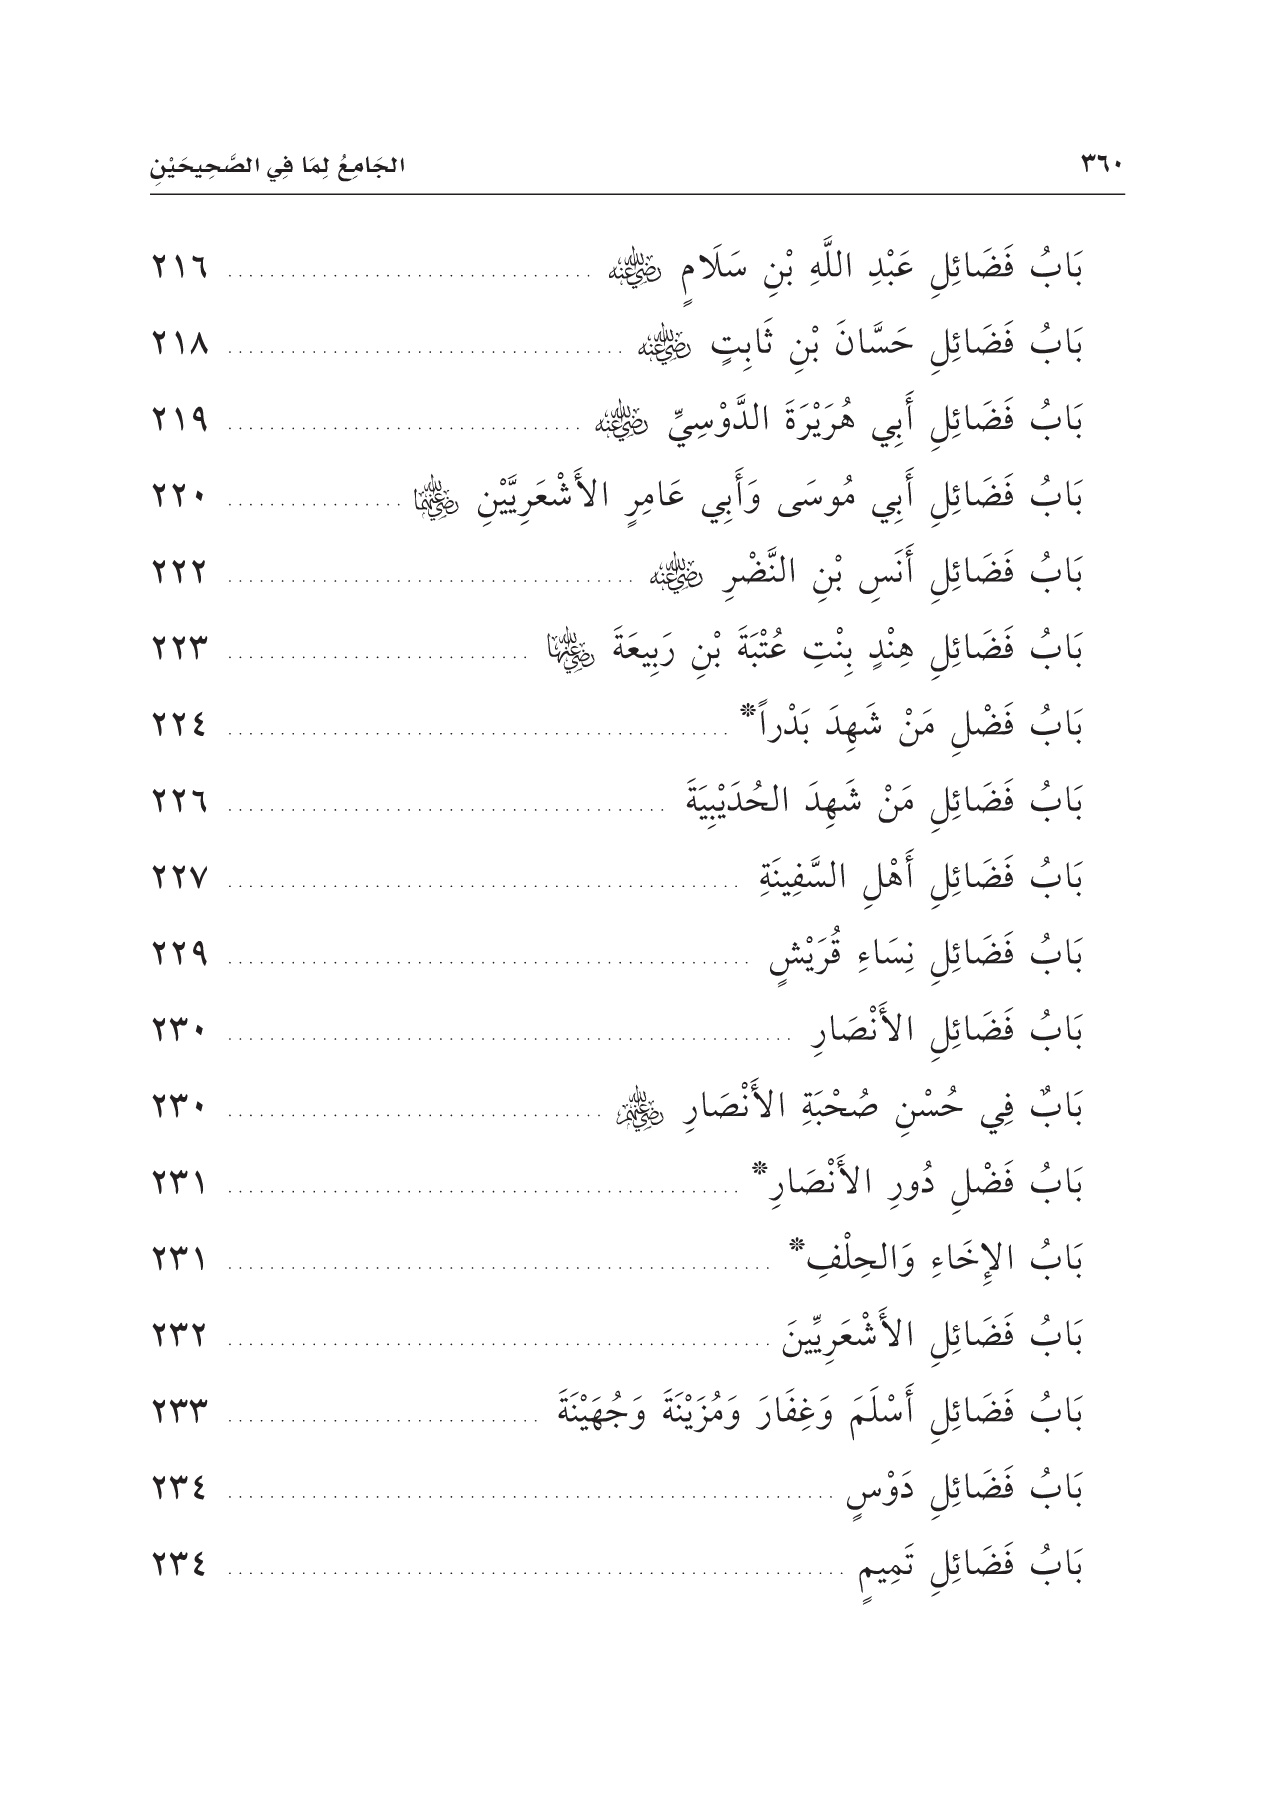 ٣٦٠ الجَامِعُ لِمَا فِي الصَّحِيحَيْنِ
بَابُ فَضَائِلِ عَبْدِ اللَّهِ بْنِ سَلَامٍ رضي الله عنه ................................... ٢١٦
بَابُ فَضَائِلِ حَسَّانَ بْنِ ثَابِتٍ رضي الله عنه ...................................... ٢١٨
بَابُ فَضَائِلِ أَبِي هُرَيْرَةَ الدَّوْسِيِّ رضي الله عنه .................................. ٢١٩
بَابُ فَضَائِلِ أَبِي مُوسَى وَأَبِي عَامِرٍ الأَشْعَرِيَّيْنِ رضي الله عنهما ................. ٢٢٠
بَابُ فَضَائِلِ أَنَسِ بْنِ النَّضْرِ رضي الله عنه ....................................... ٢٢٢
بَابُ فَضَائِلِ هِنْدٍ بِنْتِ عُتْبَةَ بْنِ رَبِيعَةَ رضي الله عنها ............................. ٢٢٣
بَابُ فَضْلِ مَنْ شَهِدَ بَدْراً* ................................................ ٢٢٤
بَابُ فَضَائِلِ مَنْ شَهِدَ الحُدَيْبِيَةَ .......................................... ٢٢٦
بَابُ فَضَائِلِ أَهْلِ السَّفِينَةِ ................................................. ٢٢٧
بَابُ فَضَائِلِ نِسَاءِ قُرَيْشٍ .................................................. ٢٢٩
بَابُ فَضَائِلِ الأَنْصَارِ ...................................................... ٢٣٠
بَابٌ فِي حُسْنِ صُحْبَةِ الأَنْصَارِ رضي الله عنهم .................................... ٢٣٠
بَابُ فَضْلِ دُورِ الأَنْصَارِ* ................................................. ٢٣١
بَابُ الإِخَاءِ وَالحِلْفِ* .................................................... ٢٣١
بَابُ فَضَائِلِ الأَشْعَرِيِّينَ .................................................... ٢٣٢
بَابُ فَضَائِلِ أَسْلَمَ وَغِفَارَ وَمُزَيْنَةَ وَجُهَيْنَةَ .............................. ٢٣٣
بَابُ فَضَائِلِ دَوْسٍ .......................................................... ٢٣٤
بَابُ فَضَائِلِ تَمِيمٍ ........................................................... ٢٣٤